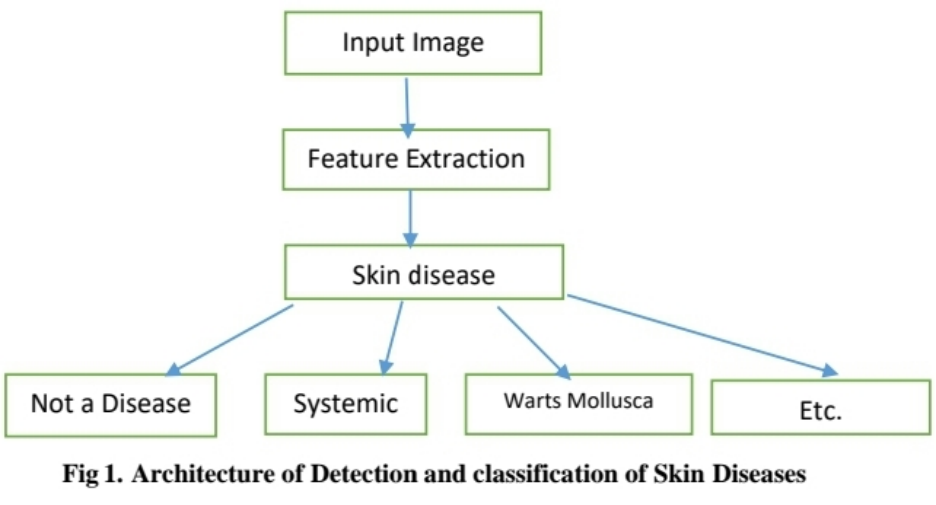 Input Image
Feature Extraction
Skin disease
Not a Disease
Systemic
Warts Mollusca
Etc.
Fig 1. Architecture of Detection and classification of Skin Diseases